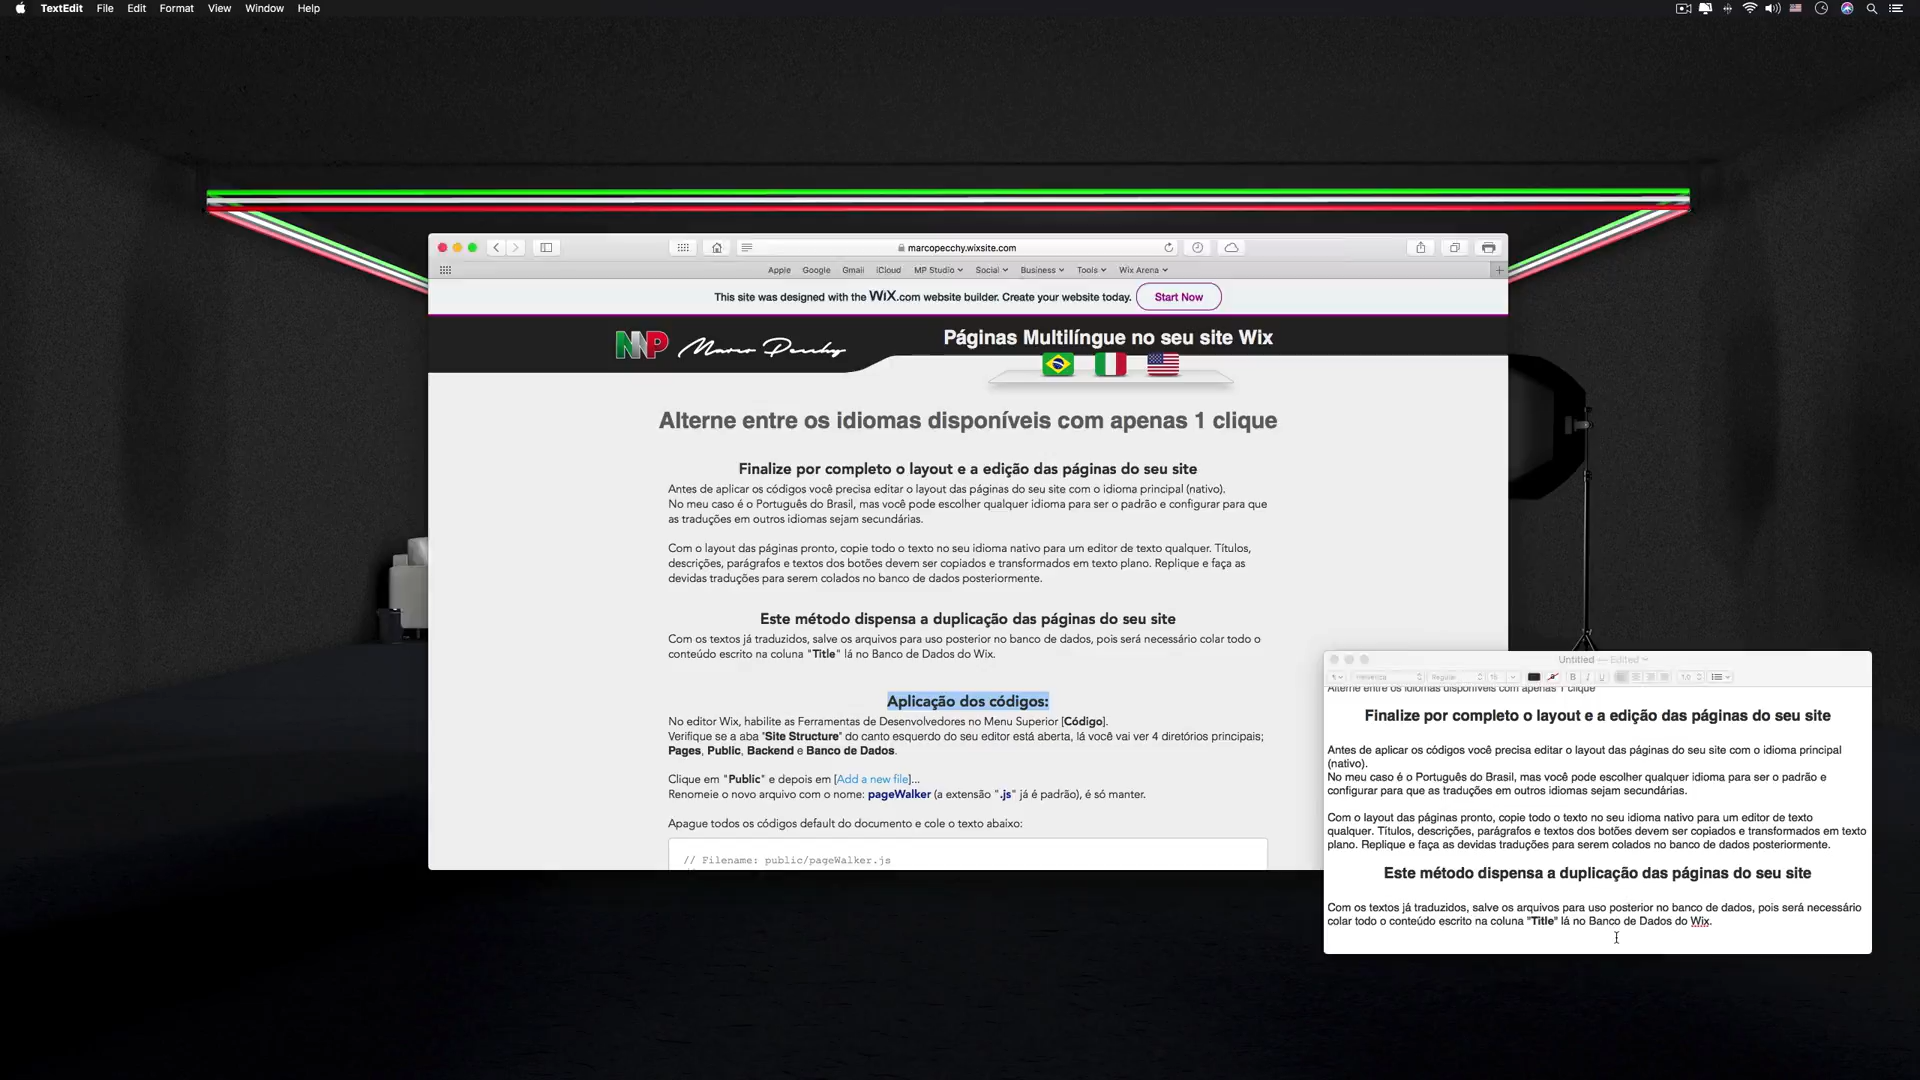 TextEdit File Edit Format View Window Help
marcopecchy.wixsite.com
Apple Google Gmail iCloud MP Studio Social Business Tools Wix Arena
This site was designed with the WiX.com website builder. Create your website today. Start Now
Marco Pecchy
Páginas Multilíngue no seu site Wix
Alterne entre os idiomas disponíveis com apenas 1 clique
Finalize por completo o layout e a edição das páginas do seu site
Antes de aplicar os códigos você precisa editar o layout das páginas do seu site com o idioma principal (nativo).
No meu caso é o Português do Brasil, mas você pode escolher qualquer idioma para ser o padrão e configurar para que
as traduções em outros idiomas sejam secundárias.
Com o layout das páginas pronto, copie todo o texto no seu idioma nativo para um editor de texto qualquer. Títulos,
descrições, parágrafos e textos dos botões devem ser copiados e transformados em texto plano. Replique e faça as
devidas traduções para serem colados no banco de dados posteriormente.
Este método dispensa a duplicação das páginas do seu site
Com os textos já traduzidos, salve os arquivos para uso posterior no banco de dados, pois será necessário colar todo o
conteúdo escrito na coluna "Title" lá no Banco de Dados do Wix.
Aplicação dos códigos:
No editor Wix, habilite as Ferramentas de Desenvolvedores no Menu Superior [Código].
Verifique se a aba "Site Structure" do canto esquerdo do seu editor está aberta, lá você vai ver 4 diretórios principais;
Pages, Public, Backend e Banco de Dados.
Clique em "Public" e depois em [Add a new file]...
Renomeie o novo arquivo com o nome: pageWalker (a extensão ".js" já é padrão), é só manter.
Apague todos os códigos default do documento e cole o texto abaixo:
// Filename: public/pageWalker.js
Untitled — Edited
Helvetica Regular 15 B I U 1,0
Alterne entre os idiomas disponíveis com apenas 1 clique
Finalize por completo o layout e a edição das páginas do seu site
Antes de aplicar os códigos você precisa editar o layout das páginas do seu site com o idioma principal
(nativo).
No meu caso é o Português do Brasil, mas você pode escolher qualquer idioma para ser o padrão e
configurar para que as traduções em outros idiomas sejam secundárias.
Com o layout das páginas pronto, copie todo o texto no seu idioma nativo para um editor de texto
qualquer. Títulos, descrições, parágrafos e textos dos botões devem ser copiados e transformados em texto
plano. Replique e faça as devidas traduções para serem colados no banco de dados posteriormente.
Este método dispensa a duplicação das páginas do seu site
Com os textos já traduzidos, salve os arquivos para uso posterior no banco de dados, pois será necessário
colar todo o conteúdo escrito na coluna "Title" lá no Banco de Dados do Wix.